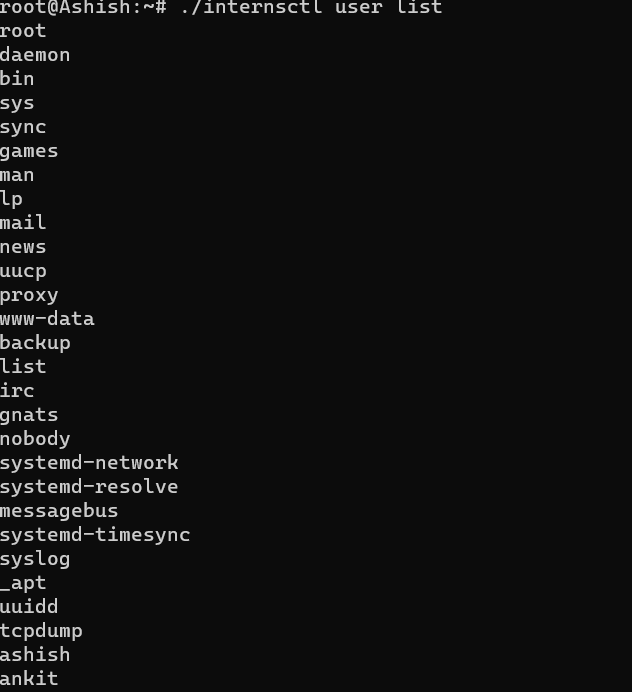 root@Ashish:~# ./internsctl user list
root
daemon
bin
sys
sync
games
man
lp
mail
news
uucp
proxy
www-data
backup
list
irc
gnats
nobody
systemd-network
systemd-resolve
messagebus
systemd-timesync
syslog
_apt
uuidd
tcpdump
ashish
ankit